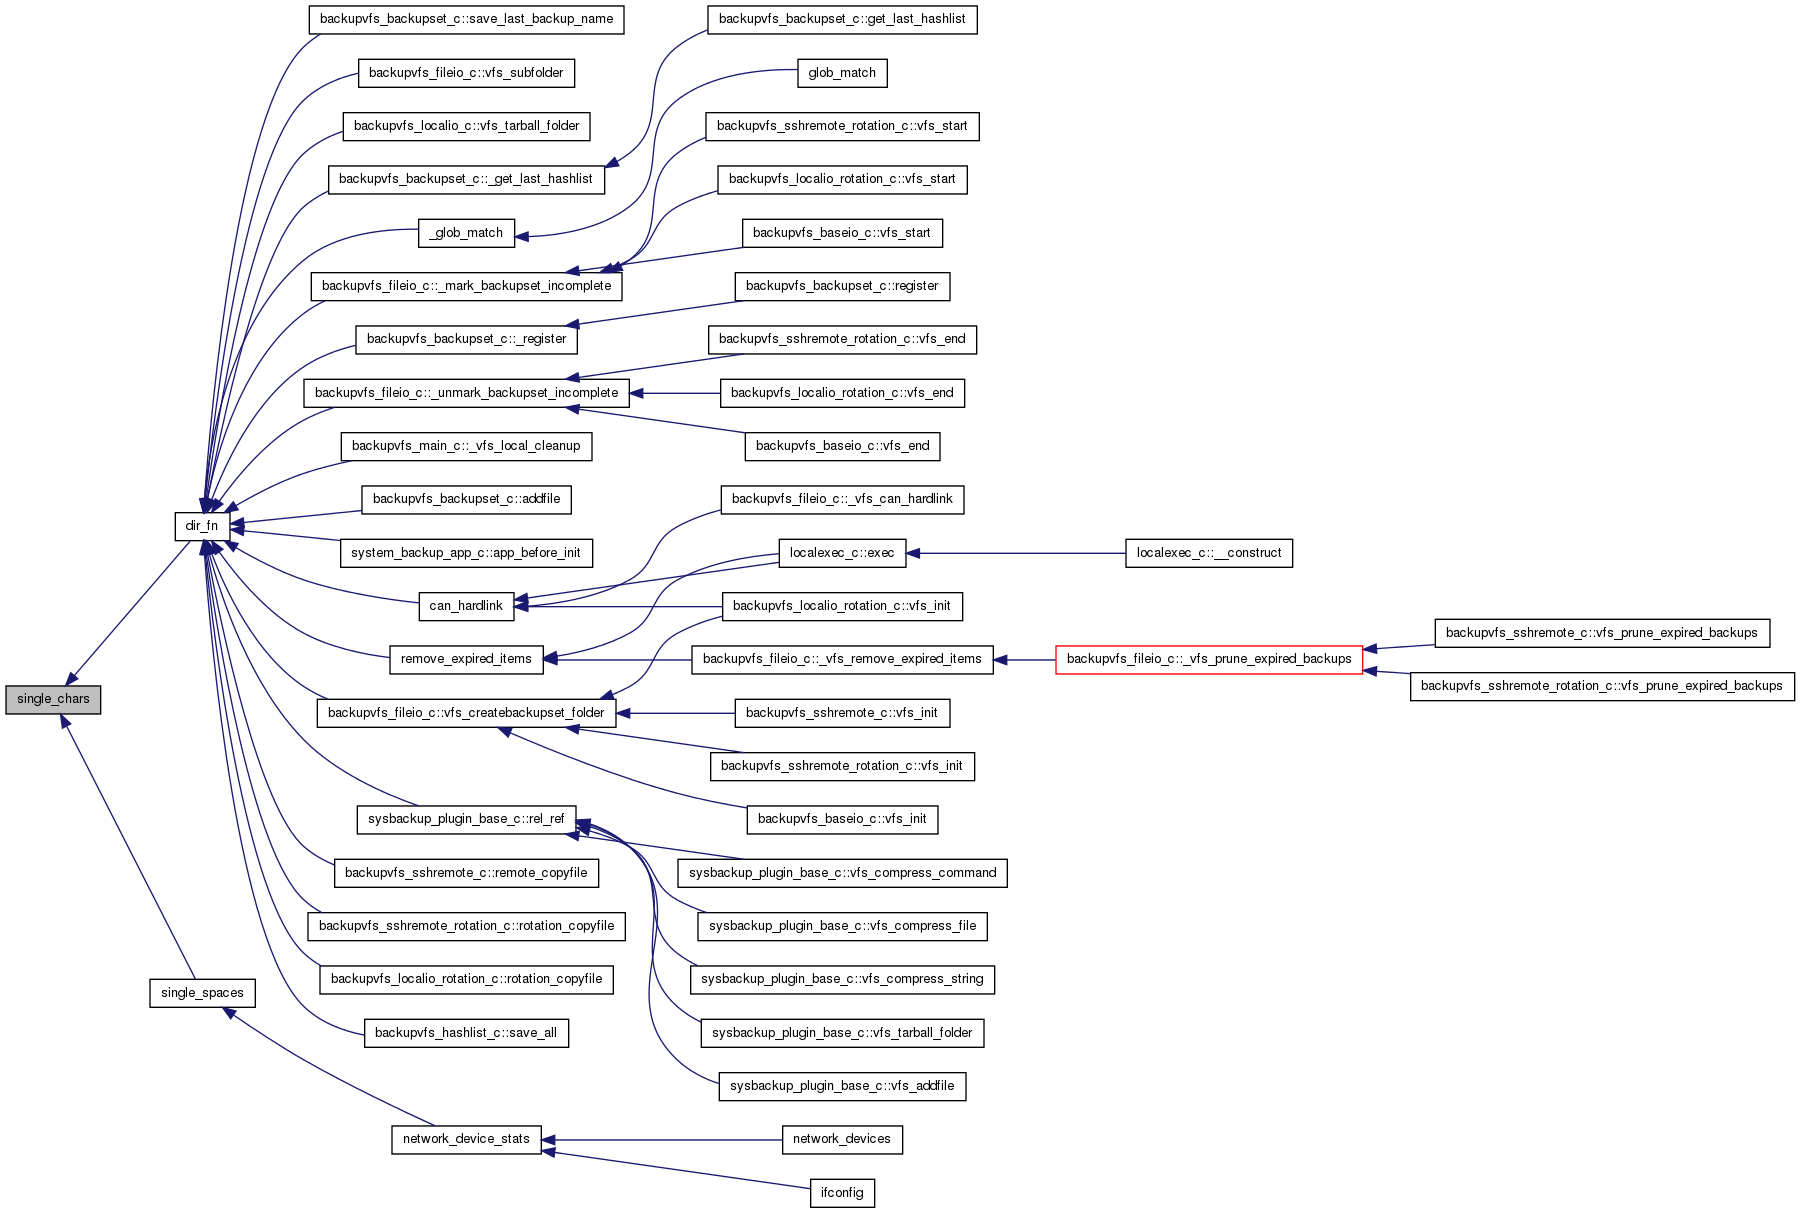 backupvfs_backupset_c::save_last_backup_name
backupvfs_backupset_c::get_last_hashlist
backupvfs_fileio_c::vfs_subfolder
glob_match
backupvfs_localio_c::vfs_tarball_folder
backupvfs_sshremote_rotation_c::vfs_start
backupvfs_backupset_c::_get_last_hashlist
backupvfs_localio_rotation_c::vfs_start
_glob_match
backupvfs_baseio_c::vfs_start
backupvfs_fileio_c::_mark_backupset_incomplete
backupvfs_backupset_c::register
backupvfs_backupset_c::_register
backupvfs_sshremote_rotation_c::vfs_end
backupvfs_fileio_c::_unmark_backupset_incomplete
backupvfs_localio_rotation_c::vfs_end
backupvfs_main_c::_vfs_local_cleanup
backupvfs_baseio_c::vfs_end
backupvfs_backupset_c::addfile
backupvfs_fileio_c::_vfs_can_hardlink
dir_fn
system_backup_app_c::app_before_init
localexec_c::exec
localexec_c::__construct
can_hardlink
backupvfs_localio_rotation_c::vfs_init
backupvfs_sshremote_c::vfs_prune_expired_backups
remove_expired_items
backupvfs_fileio_c::_vfs_remove_expired_items
backupvfs_fileio_c::_vfs_prune_expired_backups
backupvfs_sshremote_rotation_c::vfs_prune_expired_backups
single_chars
backupvfs_fileio_c::vfs_createbackupset_folder
backupvfs_sshremote_c::vfs_init
backupvfs_sshremote_rotation_c::vfs_init
sysbackup_plugin_base_c::rel_ref
backupvfs_baseio_c::vfs_init
backupvfs_sshremote_c::remote_copyfile
sysbackup_plugin_base_c::vfs_compress_command
backupvfs_sshremote_rotation_c::rotation_copyfile
sysbackup_plugin_base_c::vfs_compress_file
backupvfs_localio_rotation_c::rotation_copyfile
sysbackup_plugin_base_c::vfs_compress_string
single_spaces
backupvfs_hashlist_c::save_all
sysbackup_plugin_base_c::vfs_tarball_folder
sysbackup_plugin_base_c::vfs_addfile
network_device_stats
network_devices
ifconfig